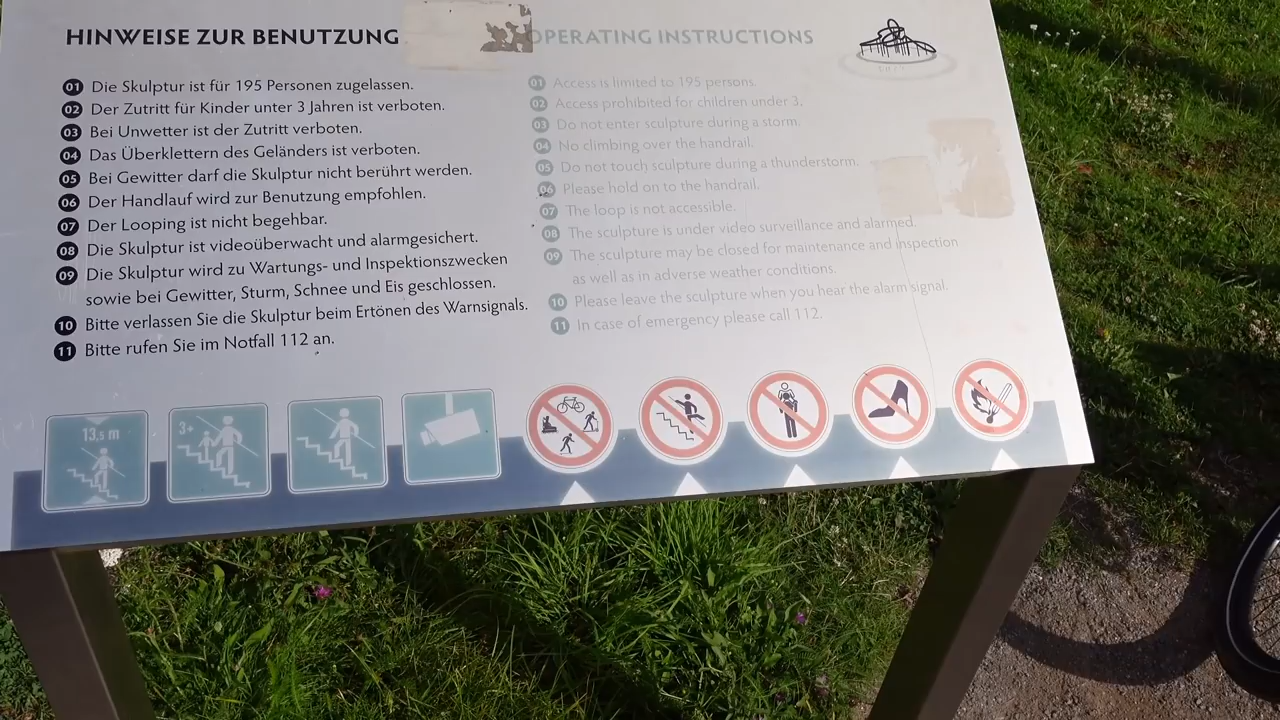 HINWEISE ZUR BENUTZUNG
01 Die Skulptur ist für 195 Personen zugelassen.
02 Der Zutritt für Kinder unter 3 Jahren ist verboten.
03 Bei Unwetter ist der Zutritt verboten.
04 Das Überklettern des Geländers ist verboten.
05 Bei Gewitter darf die Skulptur nicht berührt werden.
06 Der Handlauf wird zur Benutzung empfohlen.
07 Der Looping ist nicht begehbar.
08 Die Skulptur ist videoüberwacht und alarmgesichert.
09 Die Skulptur wird zu Wartungs- und Inspektionszwecken
sowie bei Gewitter, Sturm, Schnee und Eis geschlossen.
10 Bitte verlassen Sie die Skulptur beim Ertönen des Warnsignals.
11 Bitte rufen Sie im Notfall 112 an.
OPERATING INSTRUCTIONS
01 Access is limited to 195 persons.
02 Access prohibited for children under 3.
03 Do not enter sculpture during a storm.
04 No climbing over the handrail.
05 Do not touch sculpture during a thunderstorm.
06 Please hold on to the handrail.
07 The loop is not accessible.
08 The sculpture is under video surveillance and alarmed.
09 The sculpture may be closed for maintenance and inspection
as well as in adverse weather conditions.
10 Please leave the sculpture when you hear the alarm signal.
11 In case of emergency please call 112.
13,5 m
3+